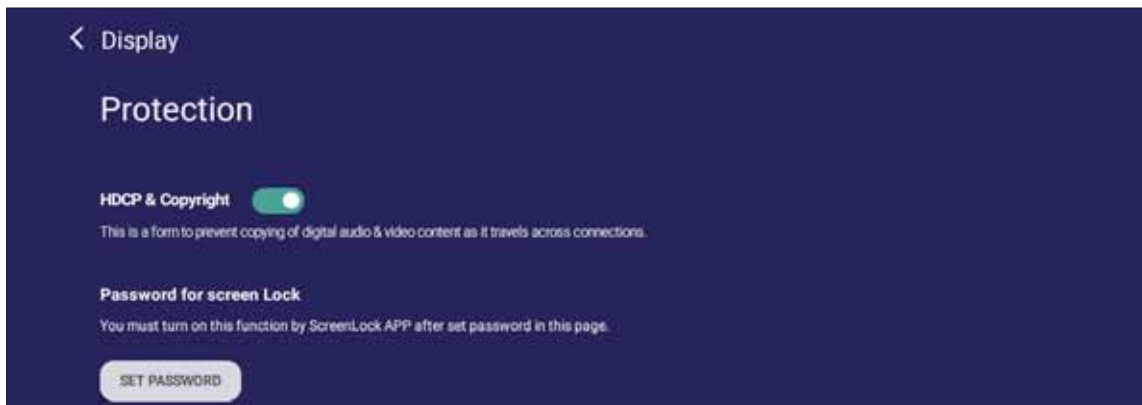 Display
Protection
HDCP & Copyright
This is a form to prevent copying of digital audio & video content as it travels across connections.
Password for screen Lock
You must turn on this function by ScreenLock APP after set password in this page.
SET PASSWORD